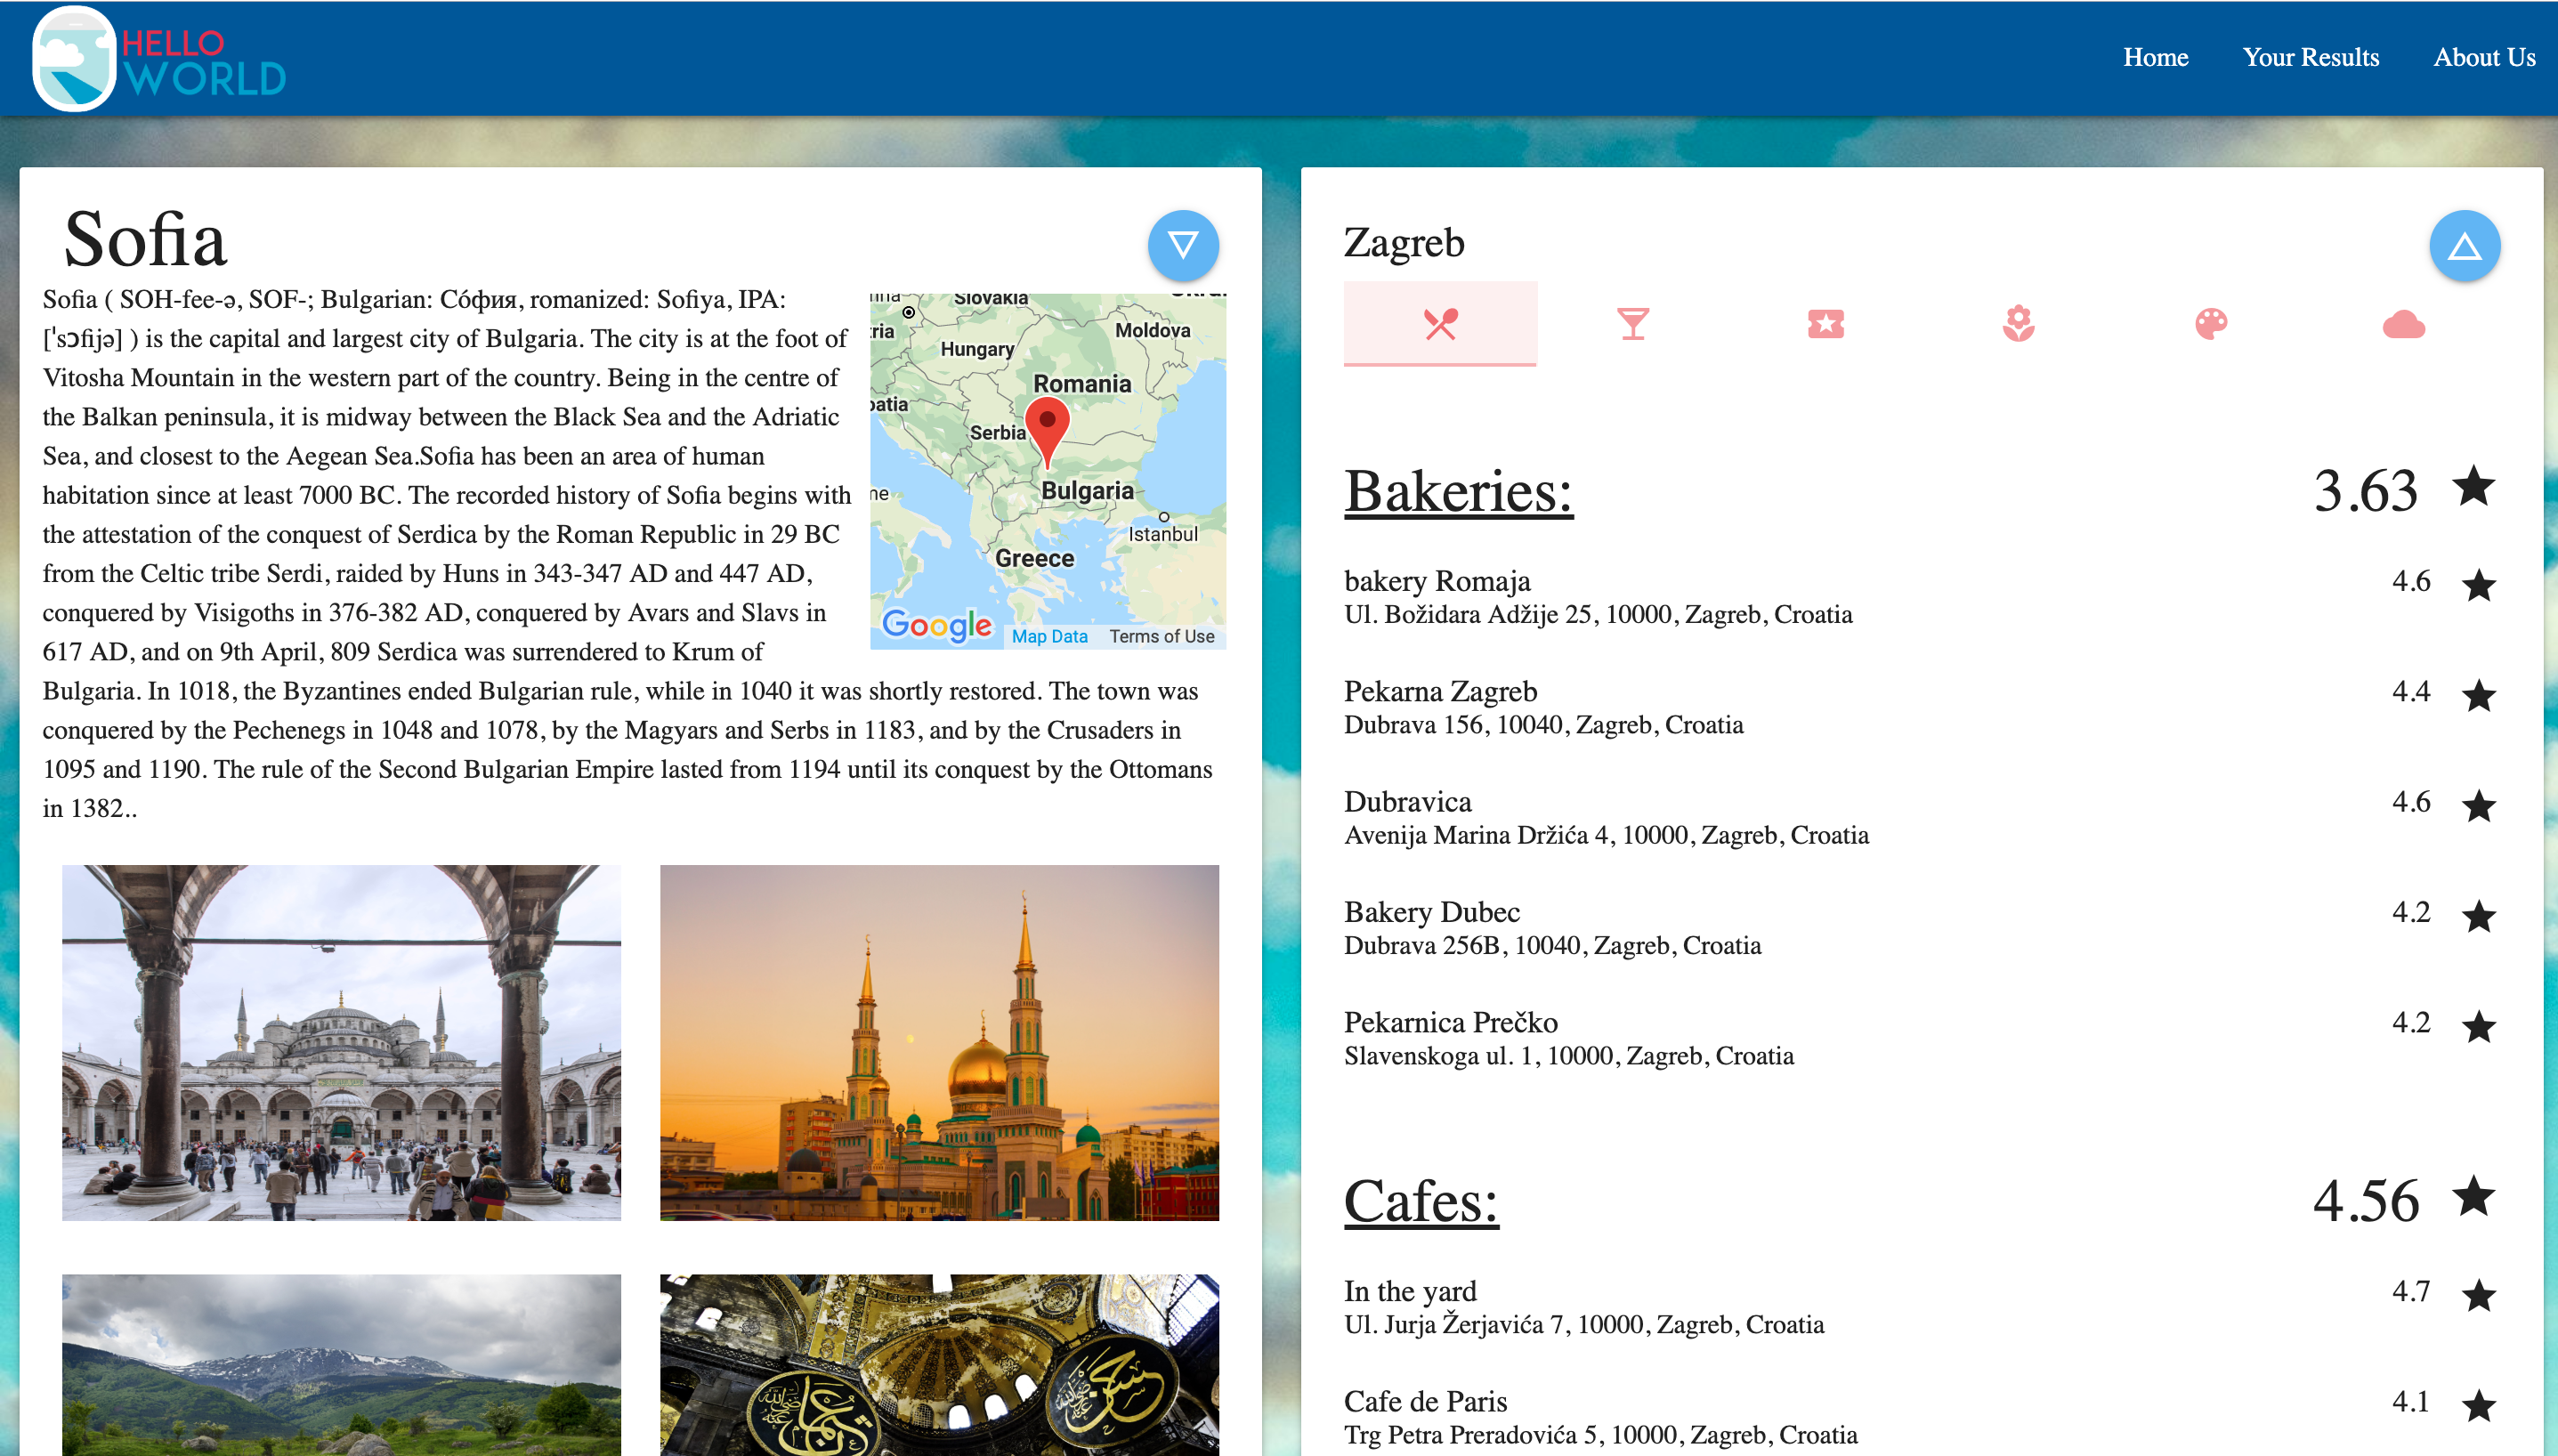 HELLO
WORLD
Home
Your Results
About Us
Sofia
Sofia ( SOH-fee-ə, SOF-; Bulgarian: Со́фия, romanized: Sofiya, IPA:
[ˈsɔfijə] ) is the capital and largest city of Bulgaria. The city is at the foot of
Vitosha Mountain in the western part of the country. Being in the centre of
the Balkan peninsula, it is midway between the Black Sea and the Adriatic
Sea, and closest to the Aegean Sea.Sofia has been an area of human
habitation since at least 7000 BC. The recorded history of Sofia begins with
the attestation of the conquest of Serdica by the Roman Republic in 29 BC
from the Celtic tribe Serdi, raided by Huns in 343-347 AD and 447 AD,
conquered by Visigoths in 376-382 AD, conquered by Avars and Slavs in
617 AD, and on 9th April, 809 Serdica was surrendered to Krum of
Bulgaria. In 1018, the Byzantines ended Bulgarian rule, while in 1040 it was shortly restored. The town was
conquered by the Pechenegs in 1048 and 1078, by the Magyars and Serbs in 1183, and by the Crusaders in
1095 and 1190. The rule of the Second Bulgarian Empire lasted from 1194 until its conquest by the Ottomans
in 1382..
Slovakia
tria
Moldova
Hungary
Romania
oatia
Serbia
me
Bulgaria
Istanbul
Greece
Google
Map Data
Terms of Use
Zagreb
Bakeries:
3.63
bakery Romaja
4.6
Ul. Božidara Adžije 25, 10000, Zagreb, Croatia
Pekarna Zagreb
4.4
Dubrava 156, 10040, Zagreb, Croatia
Dubravica
4.6
Avenija Marina Držića 4, 10000, Zagreb, Croatia
Bakery Dubec
4.2
Dubrava 256B, 10040, Zagreb, Croatia
Pekarnica Prečko
4.2
Slavenskoga ul. 1, 10000, Zagreb, Croatia
Cafes:
4.56
In the yard
4.7
Ul. Jurja Žerjavića 7, 10000, Zagreb, Croatia
Cafe de Paris
4.1
Trg Petra Preradovića 5, 10000, Zagreb, Croatia